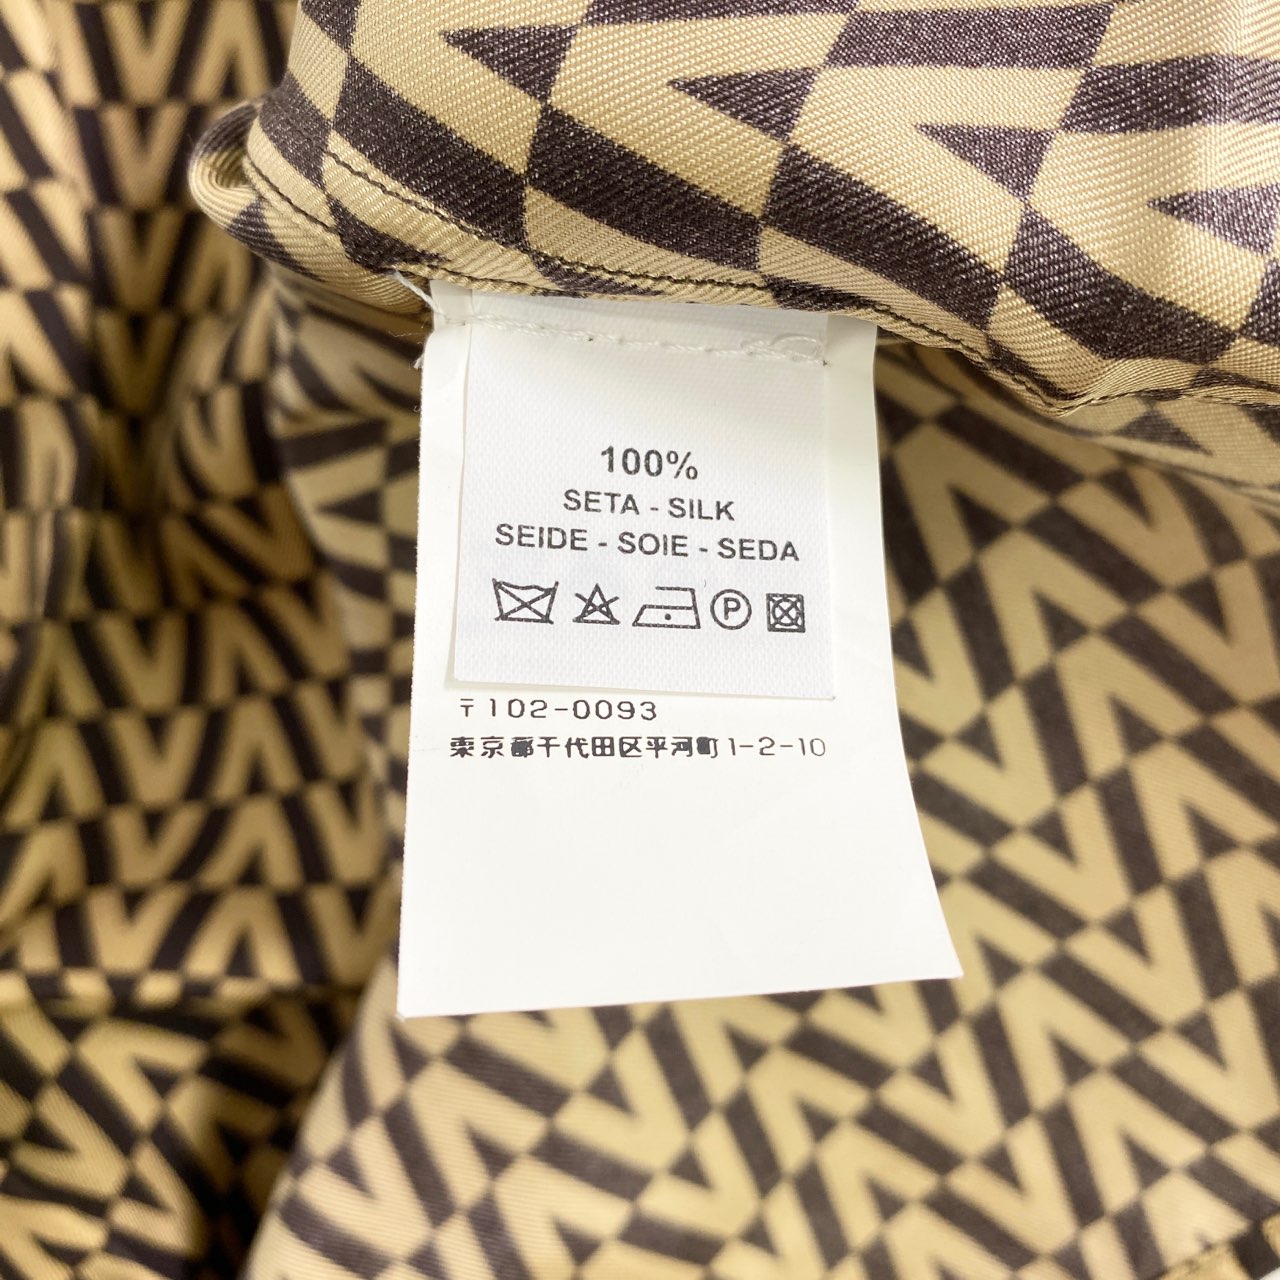 100%
SETA - SILK
SEIDE - SOIE - SEDA
P
〒102-0093
東京都千代田区平河町1-2-10